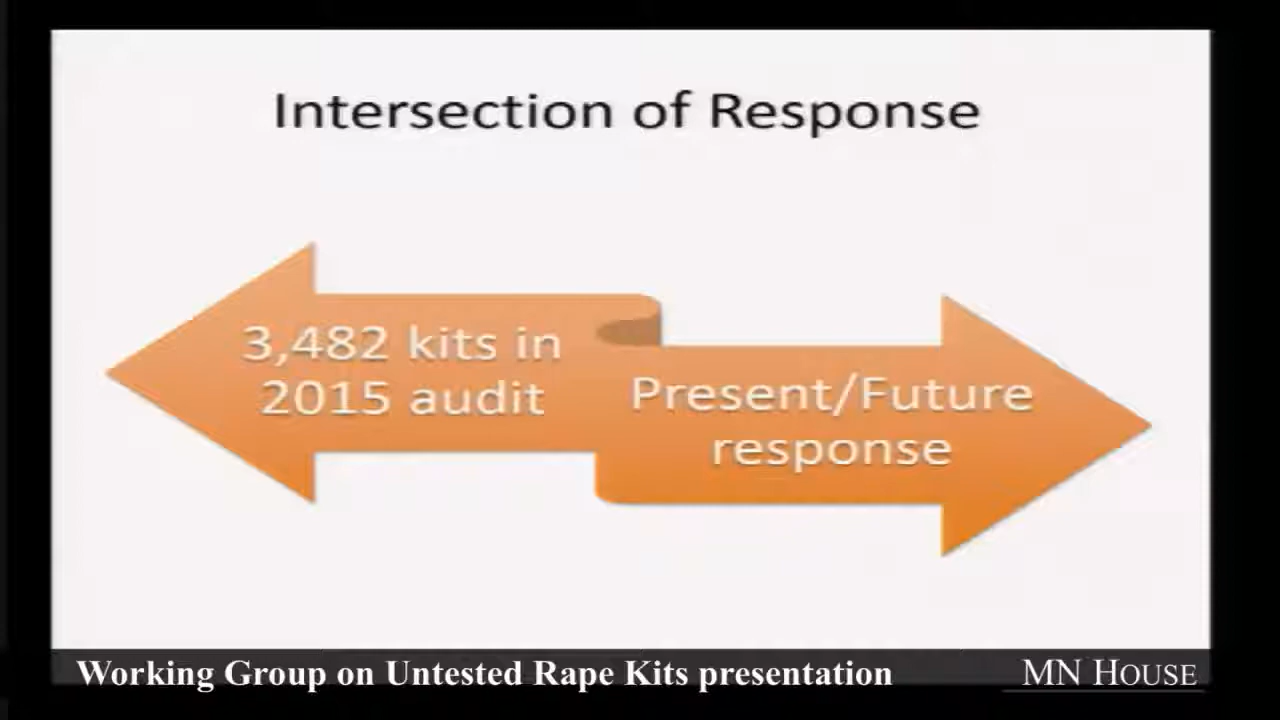 Intersection of Response
3,482 kits in
2015 audit
Present/Future
response
Working Group on Untested Rape Kits presentation
MN HOUSE